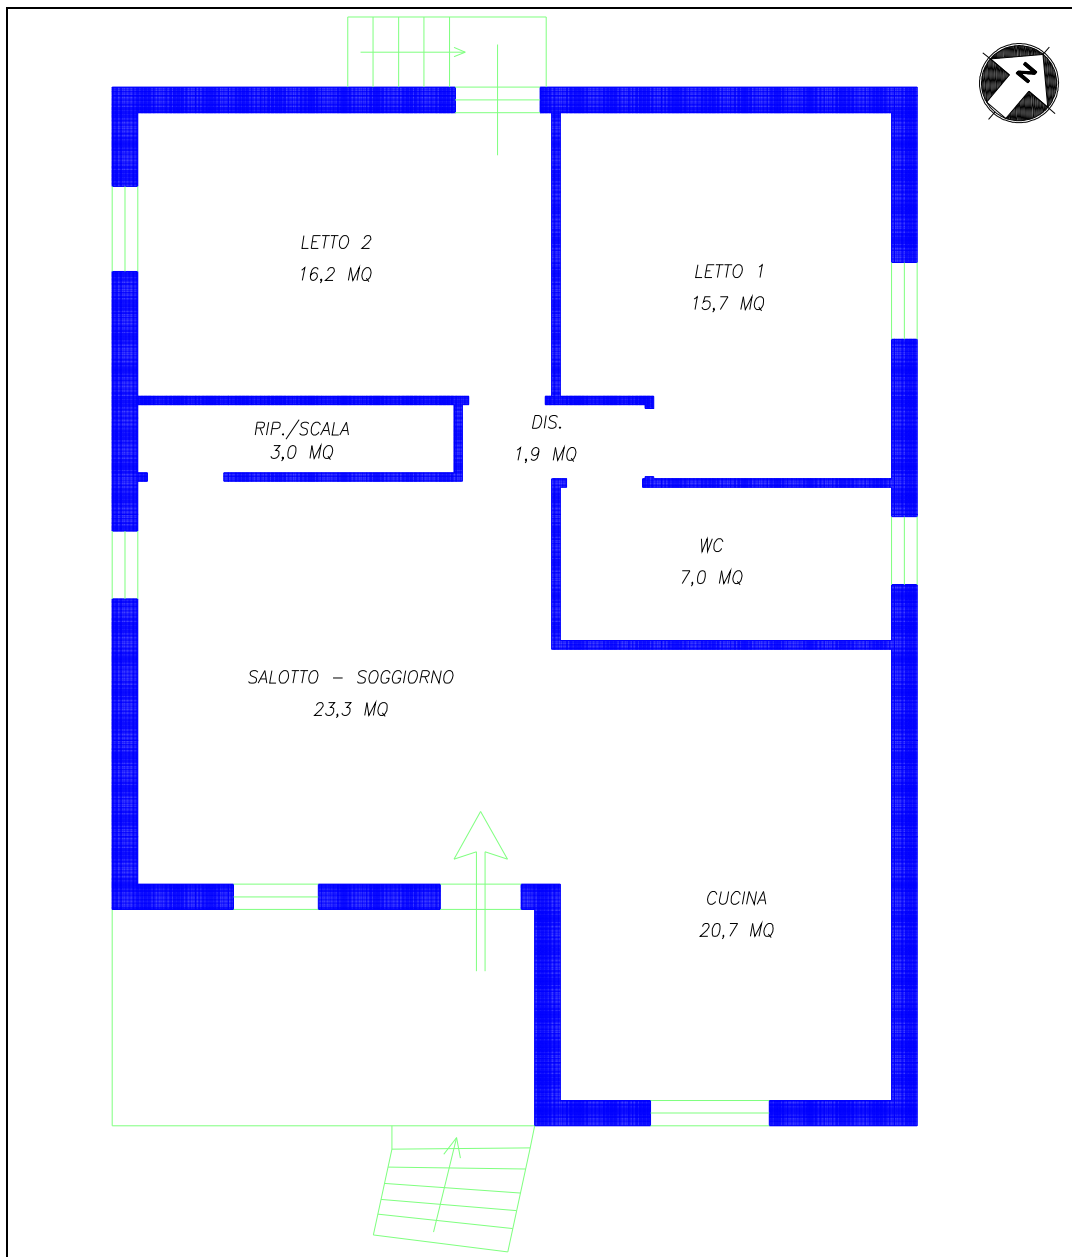 N
LETTO 2
16,2 MQ
LETTO 1
15,7 MQ
RIP./SCALA
3,0 MQ
DIS.
1,9 MQ
WC
7,0 MQ
SALOTTO - SOGGIORNO
23,3 MQ
CUCINA
20,7 MQ